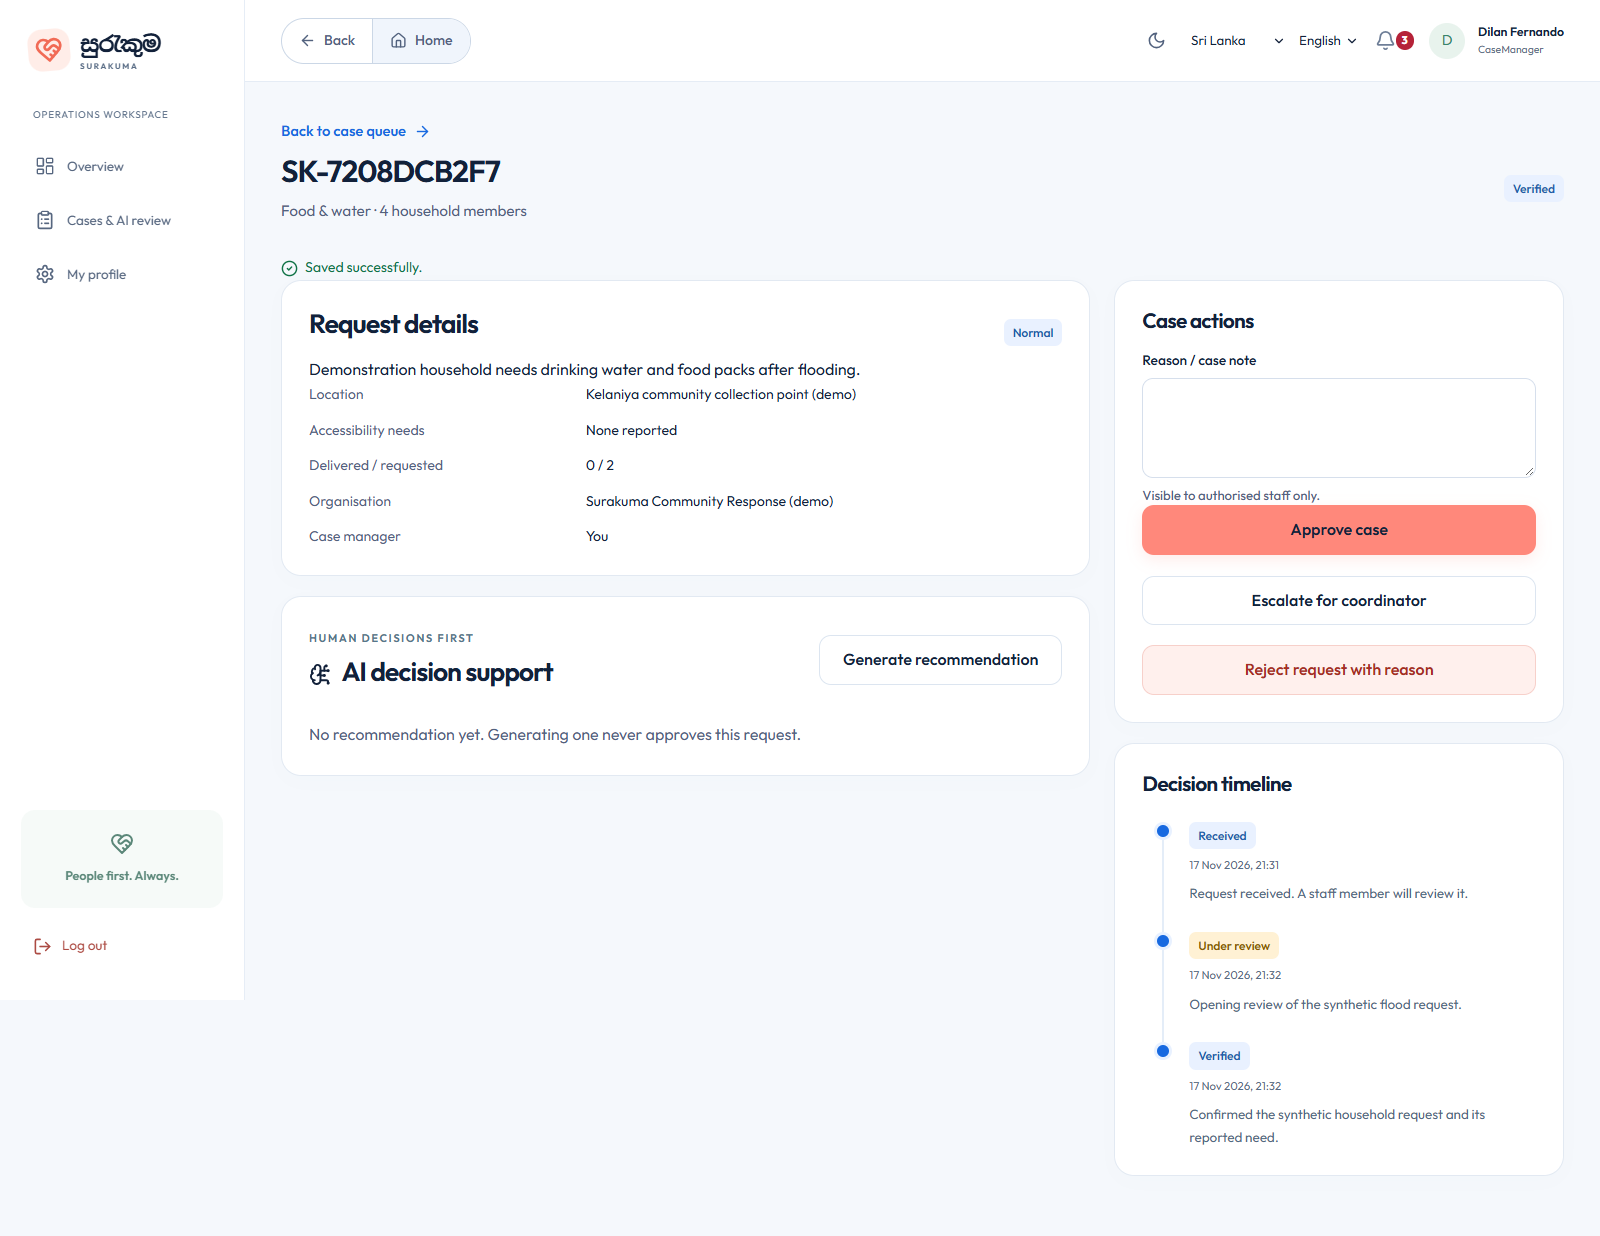 සුරැකුම
SURAKUMA
OPERATIONS WORKSPACE
Overview
Cases & AI review
My profile
People first. Always.
Log out
Back
Home
Sri Lanka
English
3
D
Dilan Fernando
CaseManager
Back to case queue
SK-7208DCB2F7
Food & water · 4 household members
Verified
Saved successfully.
Request details
Normal
Demonstration household needs drinking water and food packs after flooding.
Location Kelaniya community collection point (demo)
Accessibility needs None reported
Delivered / requested 0 / 2
Organisation Surakuma Community Response (demo)
Case manager You
HUMAN DECISIONS FIRST
AI decision support
Generate recommendation
No recommendation yet. Generating one never approves this request.
Case actions
Reason / case note
Visible to authorised staff only.
Approve case
Escalate for coordinator
Reject request with reason
Decision timeline
Received
17 Nov 2026, 21:31
Request received. A staff member will review it.
Under review
17 Nov 2026, 21:32
Opening review of the synthetic flood request.
Verified
17 Nov 2026, 21:32
Confirmed the synthetic household request and its
reported need.